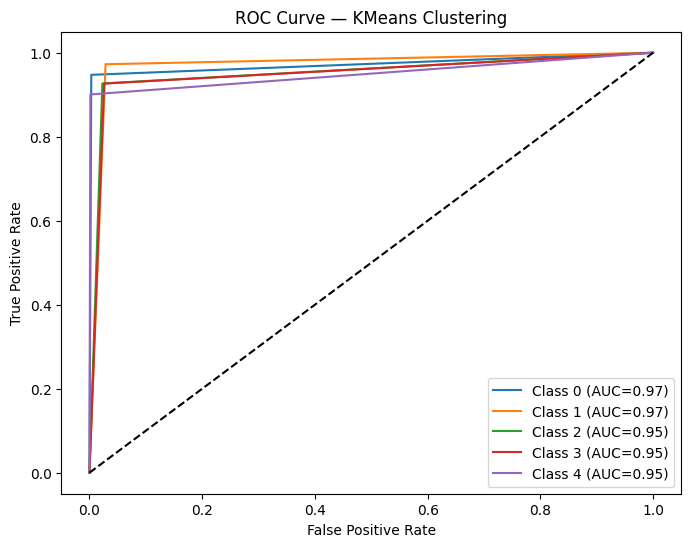 ROC Curve — KMeans Clustering
True Positive Rate
1.0
0.8
0.6
0.4
0.2
0.0
Class 0 (AUC=0.97)
Class 1 (AUC=0.97)
Class 2 (AUC=0.95)
Class 3 (AUC=0.95)
Class 4 (AUC=0.95)
0.0 0.2 0.4 0.6 0.8 1.0
False Positive Rate